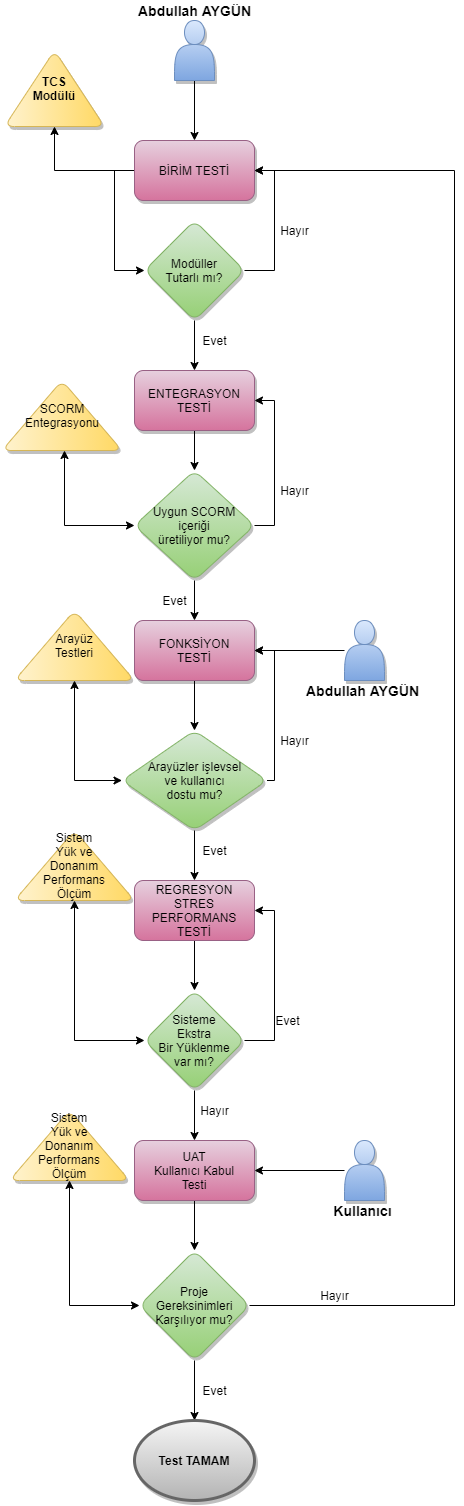 Abdullah AYGÜN
TCS
Modülü
BİRİM TESTİ
Hayır
Modüller
Tutarlı mı?
Evet
ENTEGRASYON
TESTİ
SCORM
Entegrasyonu
Hayır
Uygun SCORM
içeriği
üretiliyor mu?
Evet
FONKSİYON
TESTİ
Arayüz
Testleri
Abdullah AYGÜN
Hayır
Arayüzler işlevsel
ve kullanıcı
dostu mu?
Evet
Sistem
Yük ve
Donanım
Performans
Ölçüm
REGRESYON
STRES
PERFORMANS
TESTİ
Evet
Sisteme
Ekstra
Bir Yüklenme
var mı?
Hayır
Sistem
Yük ve
Donanım
Performans
Ölçüm
UAT
Kullanıcı Kabul
Testi
Kullanıcı
Proje
Gereksinimleri
Karşılıyor mu?
Hayır
Evet
Test TAMAM